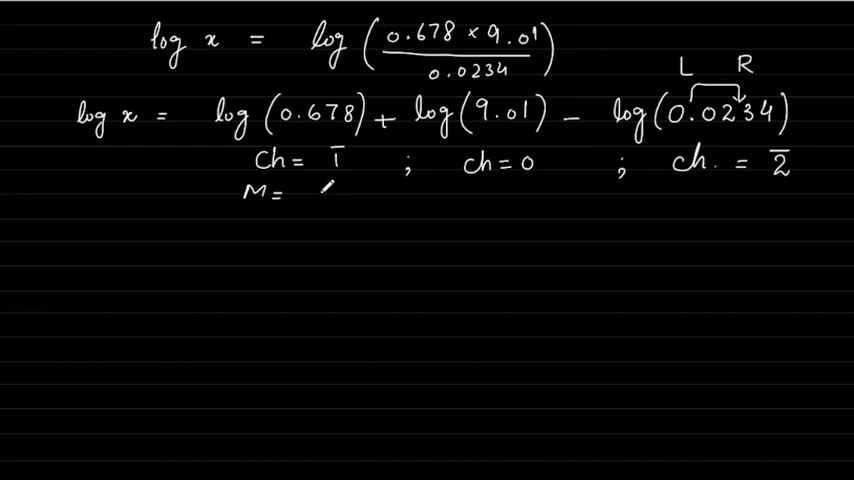 log x = log (0.678 × 9.01 / 0.0234)
L R
log x = log (0.678) + log (9.01) − log (0.0234)
Ch = 1̅ ; ch = 0 ; ch. = 2̅
M =